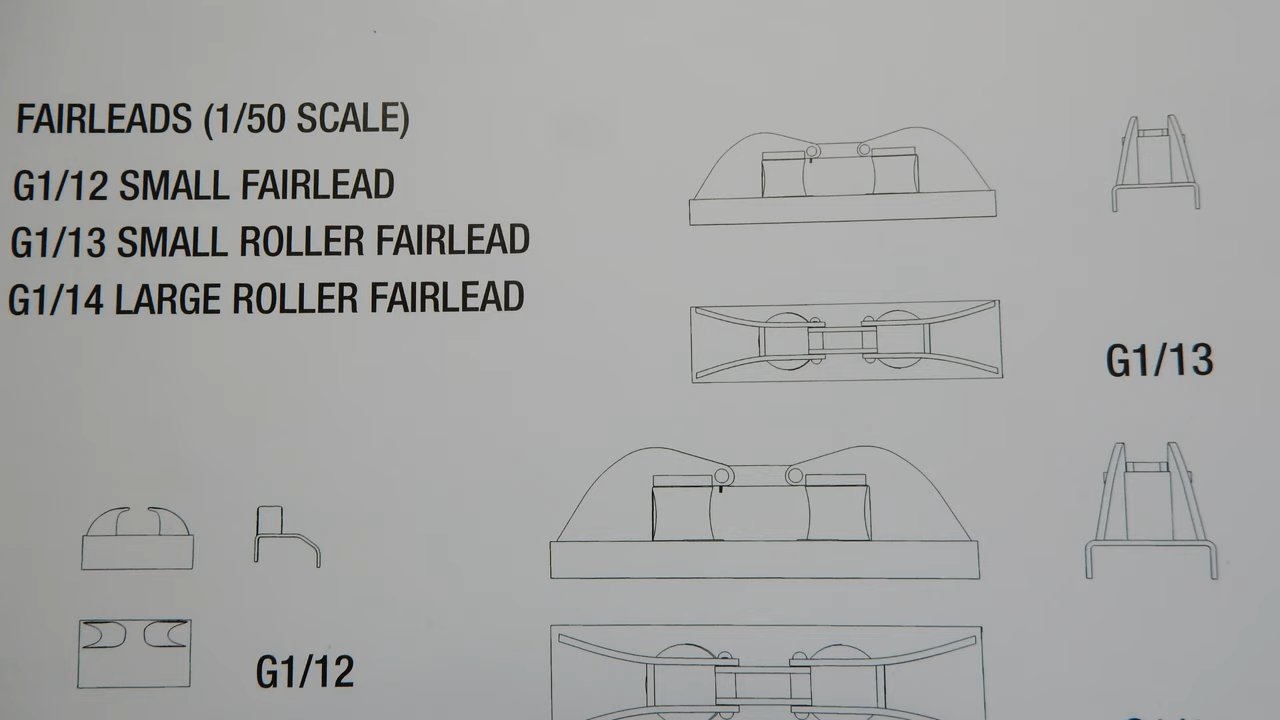 FAIRLEADS (1/50 SCALE)
G1/12 SMALL FAIRLEAD
G1/13 SMALL ROLLER FAIRLEAD
G1/14 LARGE ROLLER FAIRLEAD
G1/13
G1/12